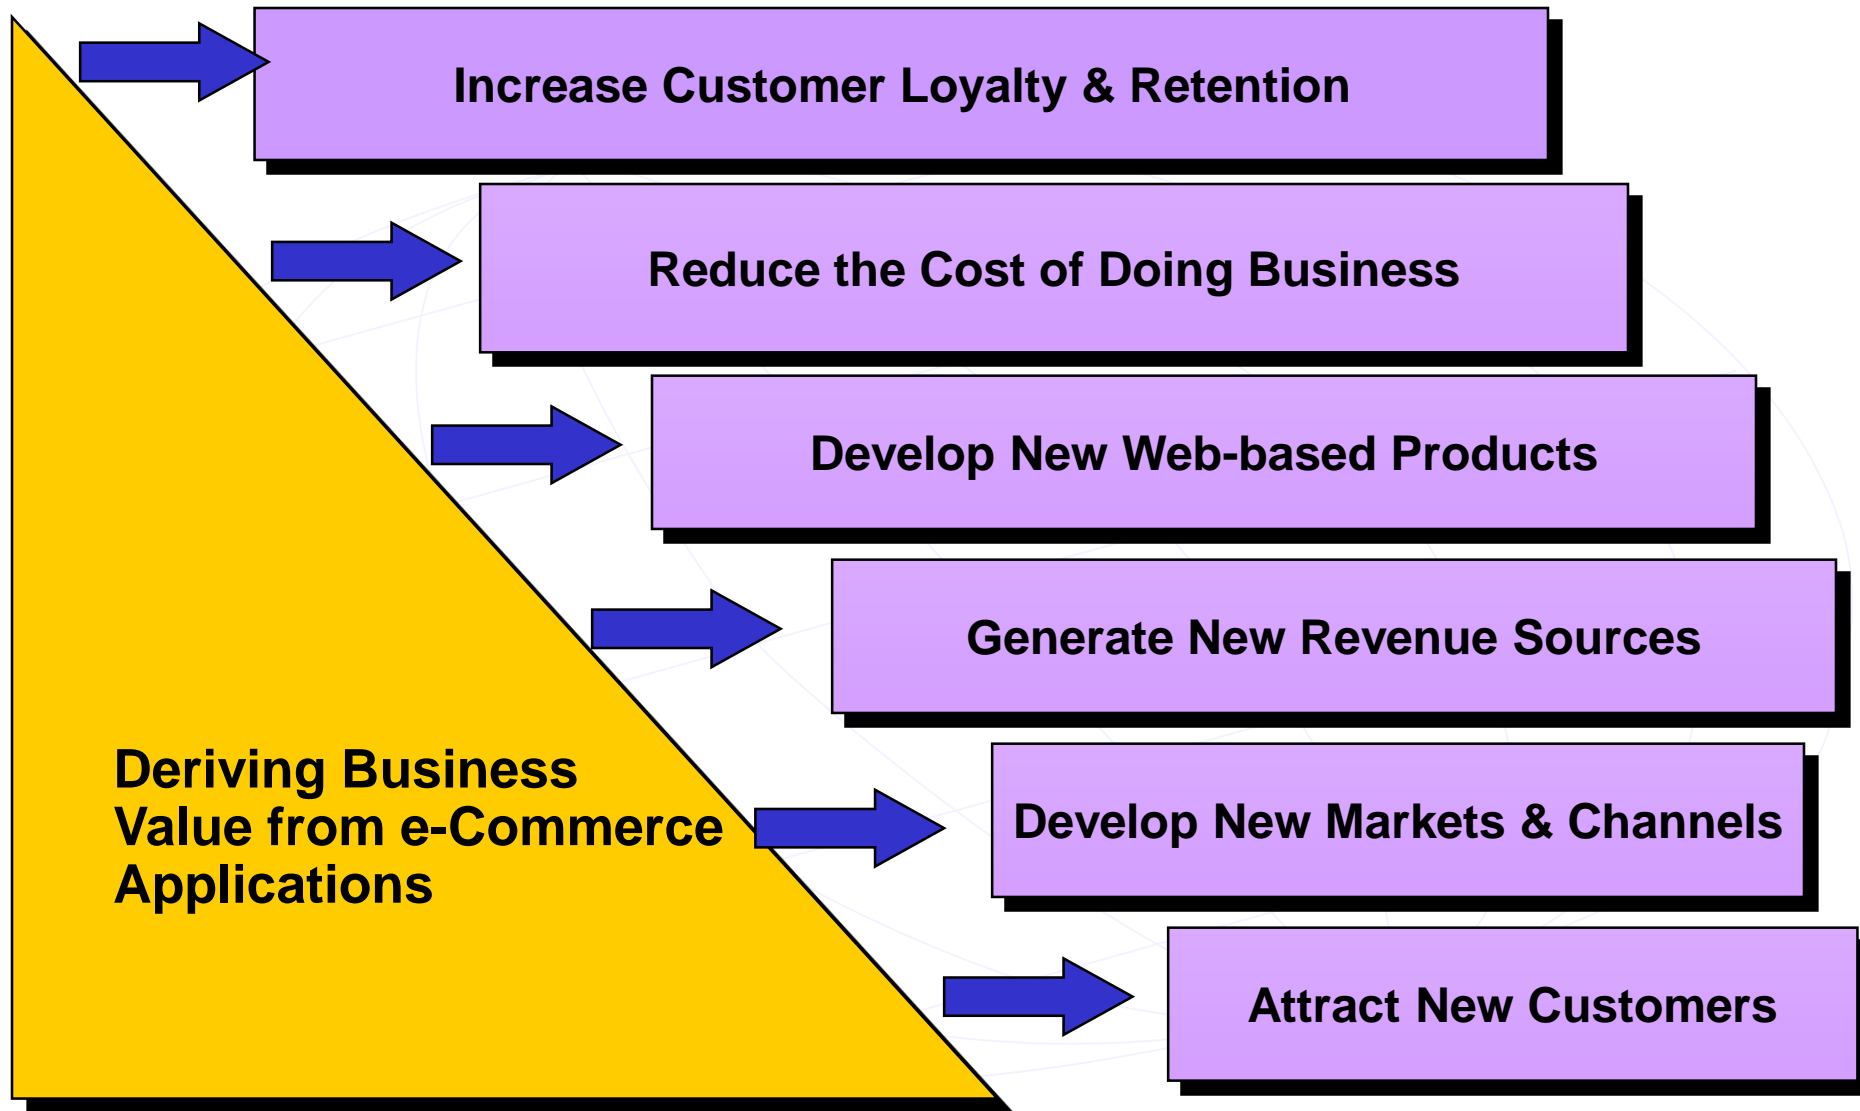 Increase Customer Loyalty & Retention
Reduce the Cost of Doing Business
Develop New Web-based Products
Generate New Revenue Sources
Deriving Business
Value from e-Commerce
Applications
Develop New Markets & Channels
Attract New Customers